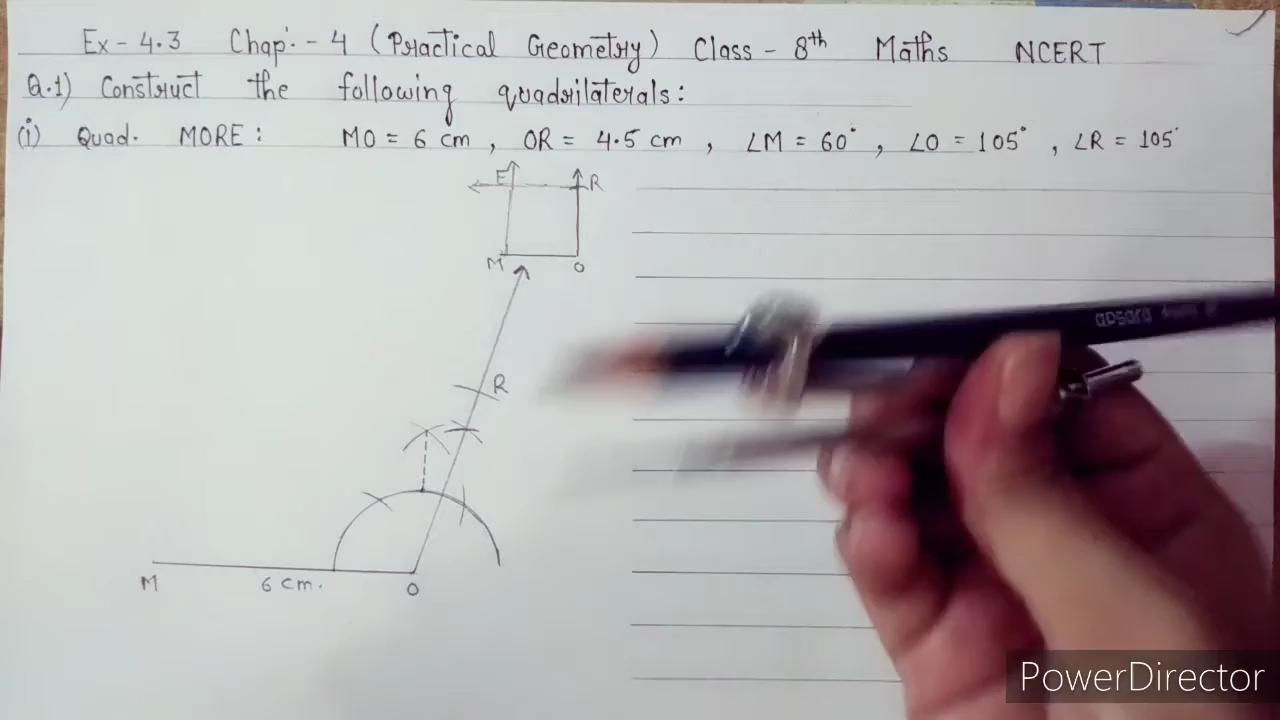 Ex - 4.3 Chap. - 4 (Practical Geometry) Class - 8th Maths NCERT
Q.1) Construct the following quadrilaterals:
(i) Quad. MORE: MO = 6 cm, OR = 4.5 cm, ∠M = 60°, ∠O = 105°, ∠R = 105°
E R
M O
R
M 6 cm. O
apsara
PowerDirector